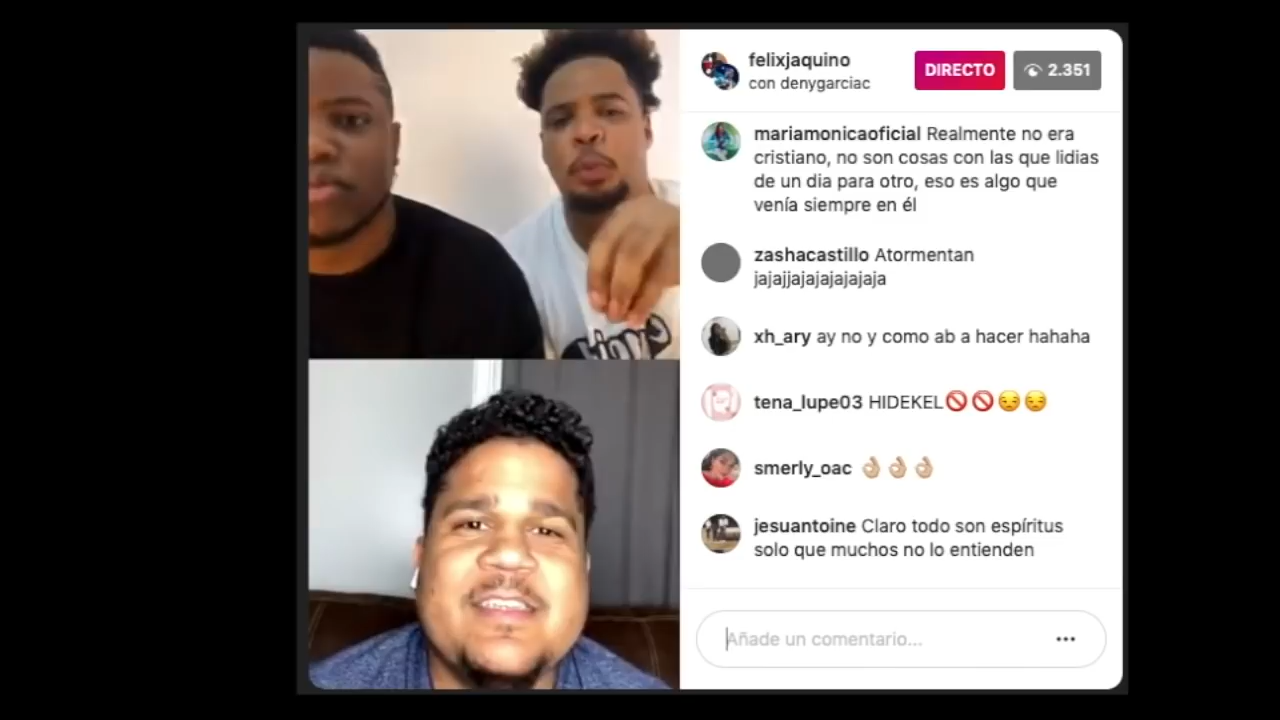 felixjaquino
con denygarciac
DIRECTO
2.351
mariamonicaoficial Realmente no era
cristiano, no son cosas con las que lidias
de un dia para otro, eso es algo que
venía siempre en él
zashacastillo Atormentan
jajajjajajajajajaja
xh_ary ay no y como ab a hacer hahaha
tena_lupe03 HIDEKEL🚫🚫😒😒
smerly_oac 👌🏼👌🏼👌🏼
jesuantoine Claro todo son espíritus
solo que muchos no lo entienden
Añade un comentario...